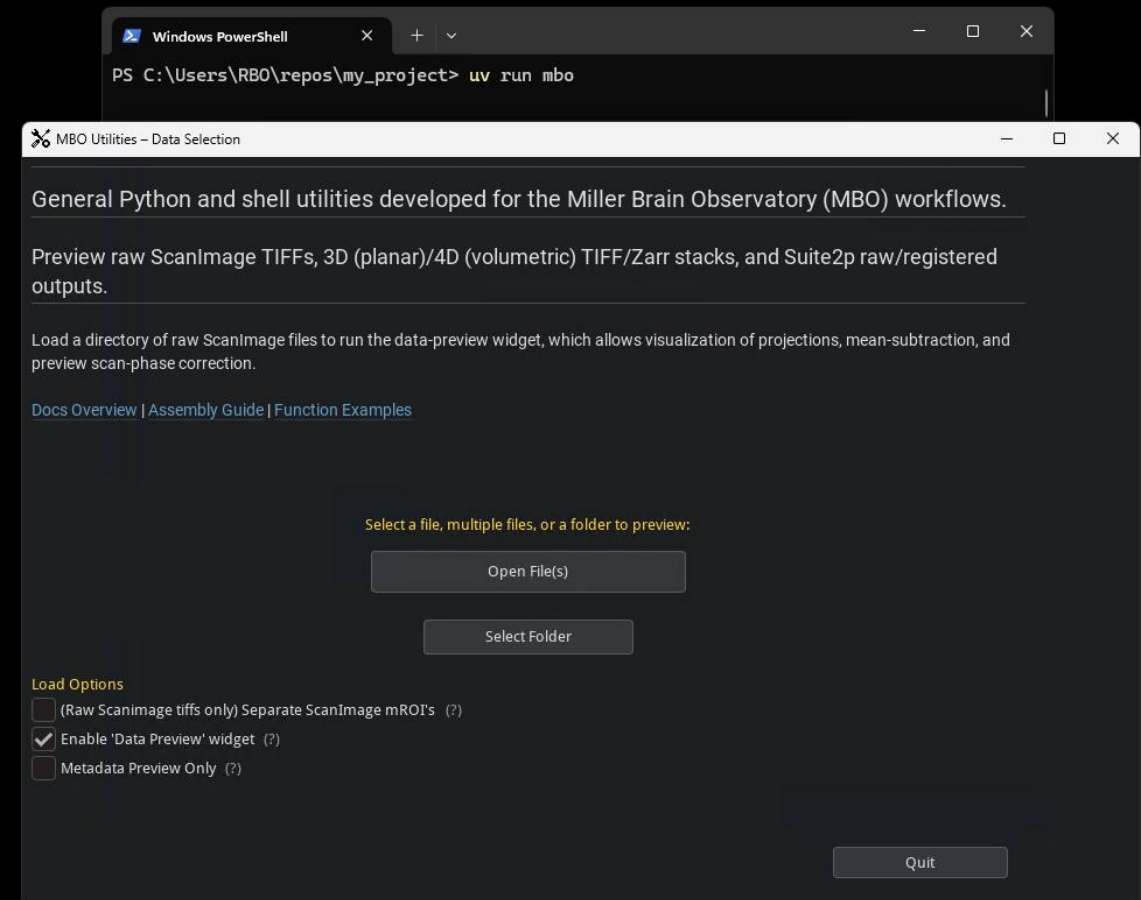 Windows PowerShell
PS C:\Users\RBO\repos\my_project> uv run mbo
MBO Utilities – Data Selection
General Python and shell utilities developed for the Miller Brain Observatory (MBO) workflows.
Preview raw ScanImage TIFFs, 3D (planar)/4D (volumetric) TIFF/Zarr stacks, and Suite2p raw/registered
outputs.
Load a directory of raw ScanImage files to run the data-preview widget, which allows visualization of projections, mean-subtraction, and
preview scan-phase correction.
Docs Overview | Assembly Guide | Function Examples
Select a file, multiple files, or a folder to preview:
Open File(s)
Select Folder
Load Options
(Raw Scanimage tiffs only) Separate ScanImage mROI's (?)
Enable 'Data Preview' widget (?)
Metadata Preview Only (?)
Quit